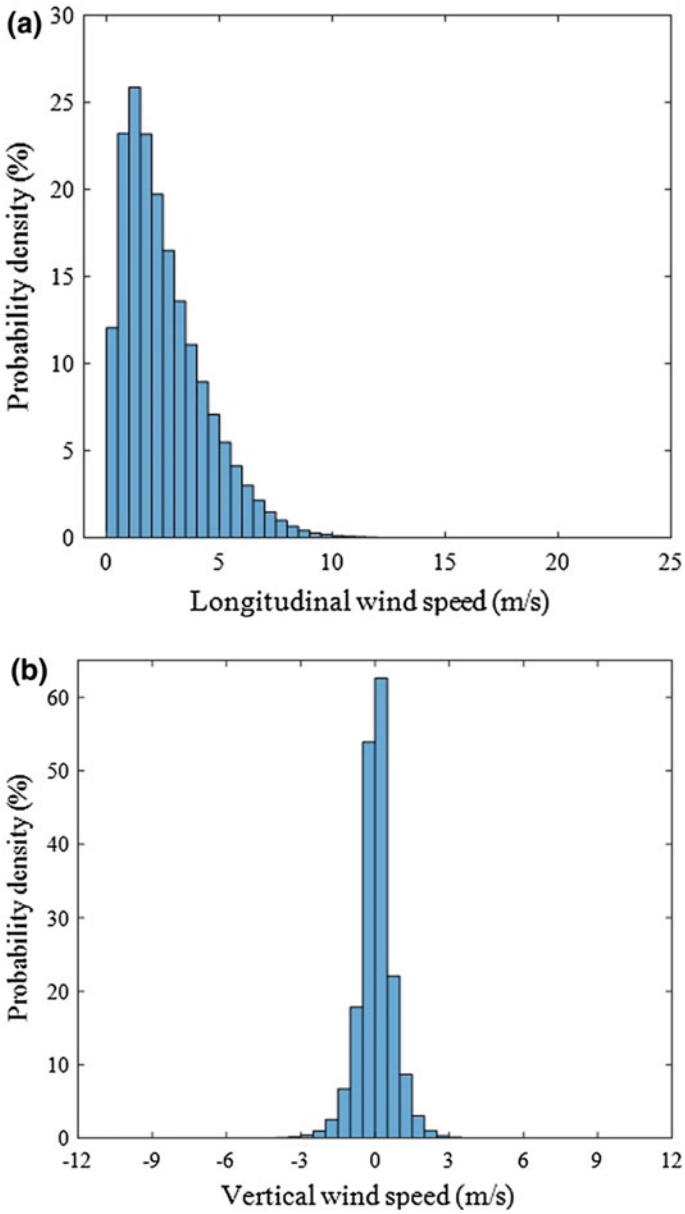 (a)
30
25
20
15
10
5
0
Probability density (%)
0 5 10 15 20 25
Longitudinal wind speed (m/s)
(b)
60
50
40
30
20
10
0
Probability density (%)
-12 -9 -6 -3 0 3 6 9 12
Vertical wind speed (m/s)